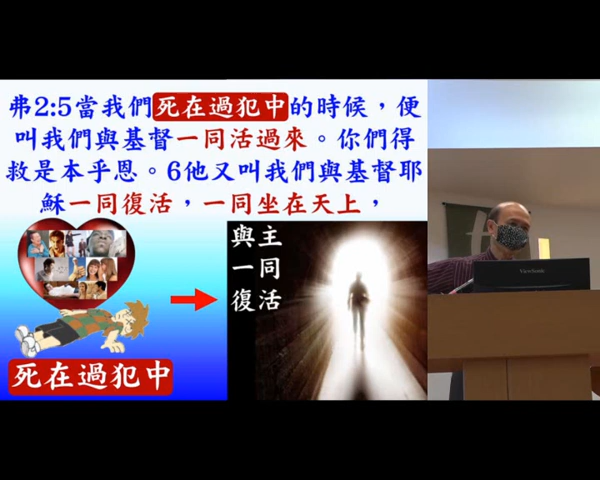 弗2:5當我們死在過犯中的時候，便
叫我們與基督一同活過來。你們得
救是本乎恩。6他又叫我們與基督耶
穌一同復活，一同坐在天上，
與主
一同
復活
死在過犯中
ViewSonic